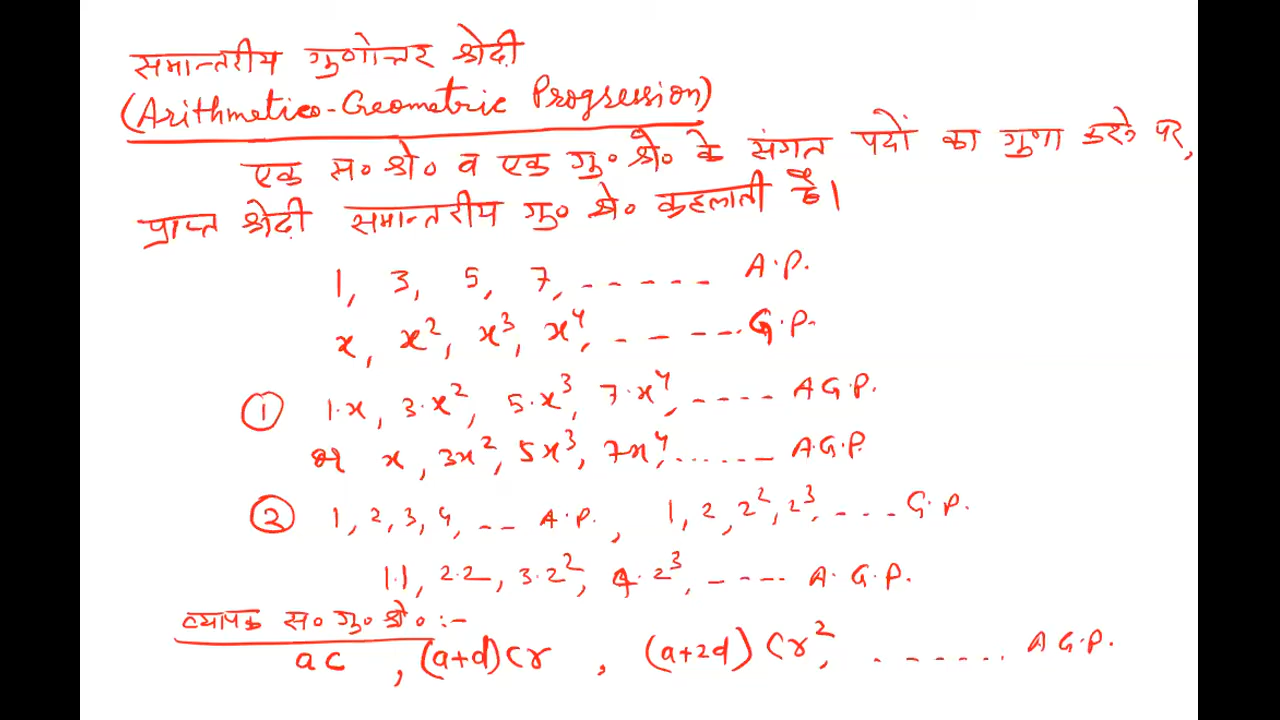 समान्तरीय गुणोत्तर श्रेढ़ी
(Arithmetico-Geometric Progression)
एक स० श्रे० व एक गु० श्रे० के संगत पदों का गुणा करने पर,
प्राप्त श्रेढ़ी समान्तरीय गु० श्रे० कहलाती है।
1, 3, 5, 7, ...... A.P.
x, x², x³, x⁴, ...... G.P.
① 1·x, 3·x², 5·x³, 7·x⁴, .... A G.P.
or x, 3x², 5x³, 7x⁴, ...... A.G.P.
② 1, 2, 3, 4, -- A.P., 1, 2, 2², 2³, .... G.P.
1·1, 2·2, 3·2², 4·2³, ..... A.G.P.
व्यापक स० गु० श्रे० :-
ac, (a+d)Cr, (a+2d)Cr², ....... A G.P.